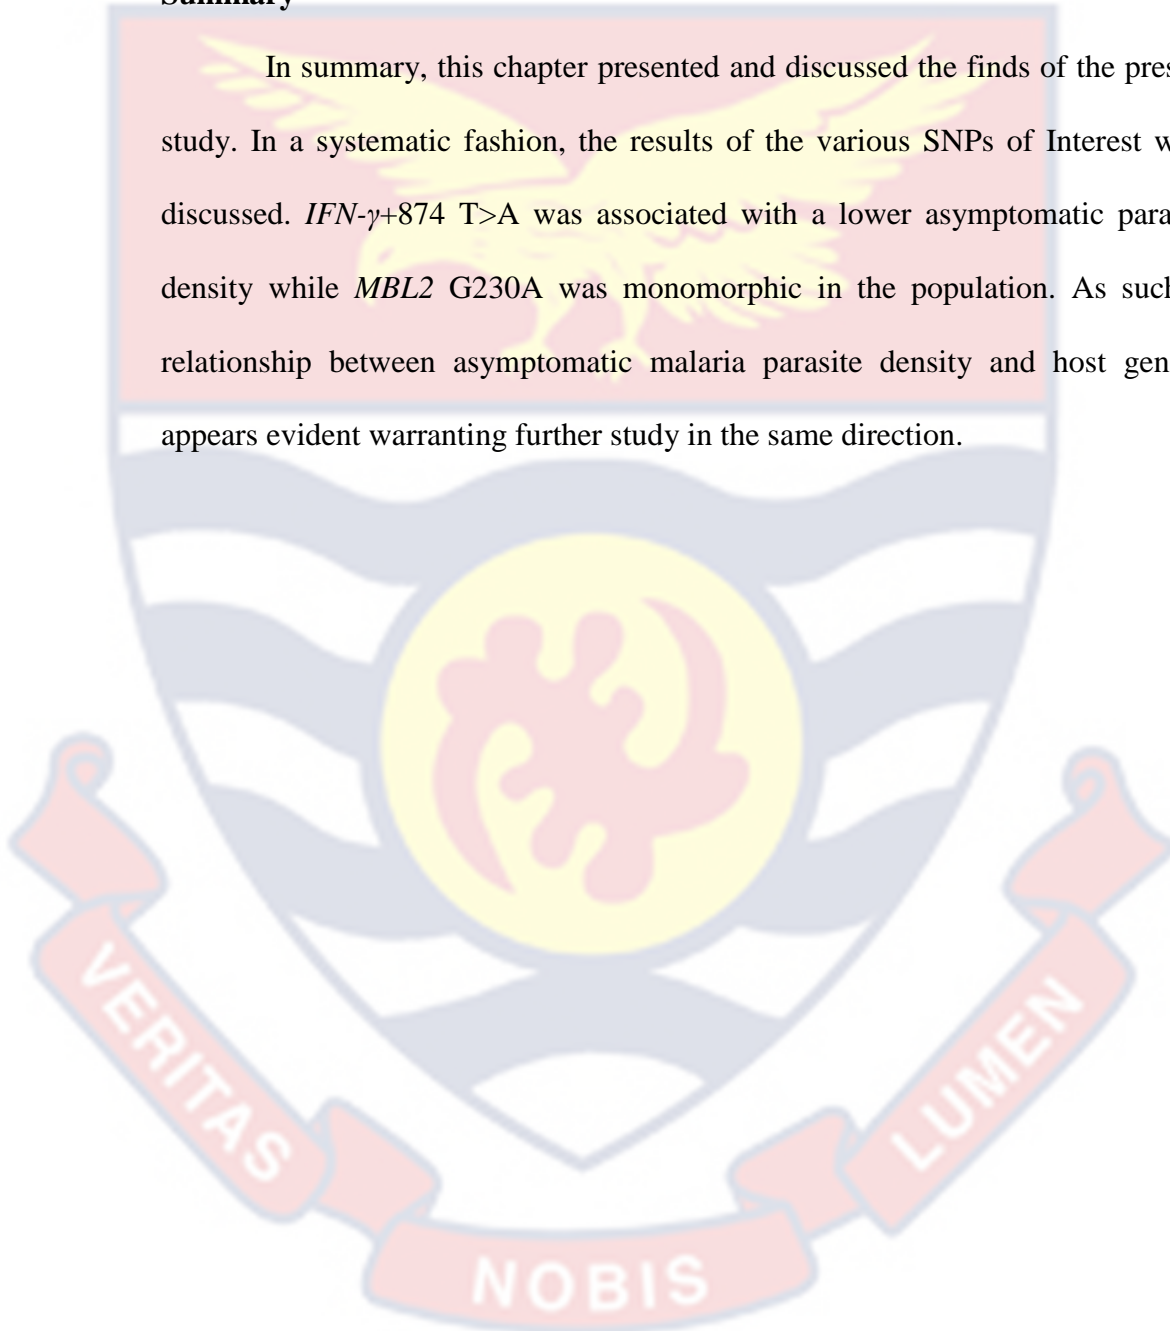 Summary
In summary, this chapter presented and discussed the finds of the pres
study. In a systematic fashion, the results of the various SNPs of Interest w
discussed. IFN-γ+874 T>A was associated with a lower asymptomatic para
density while MBL2 G230A was monomorphic in the population. As such
relationship between asymptomatic malaria parasite density and host gen
appears evident warranting further study in the same direction.
VERITAS
NOBIS
LUMEN